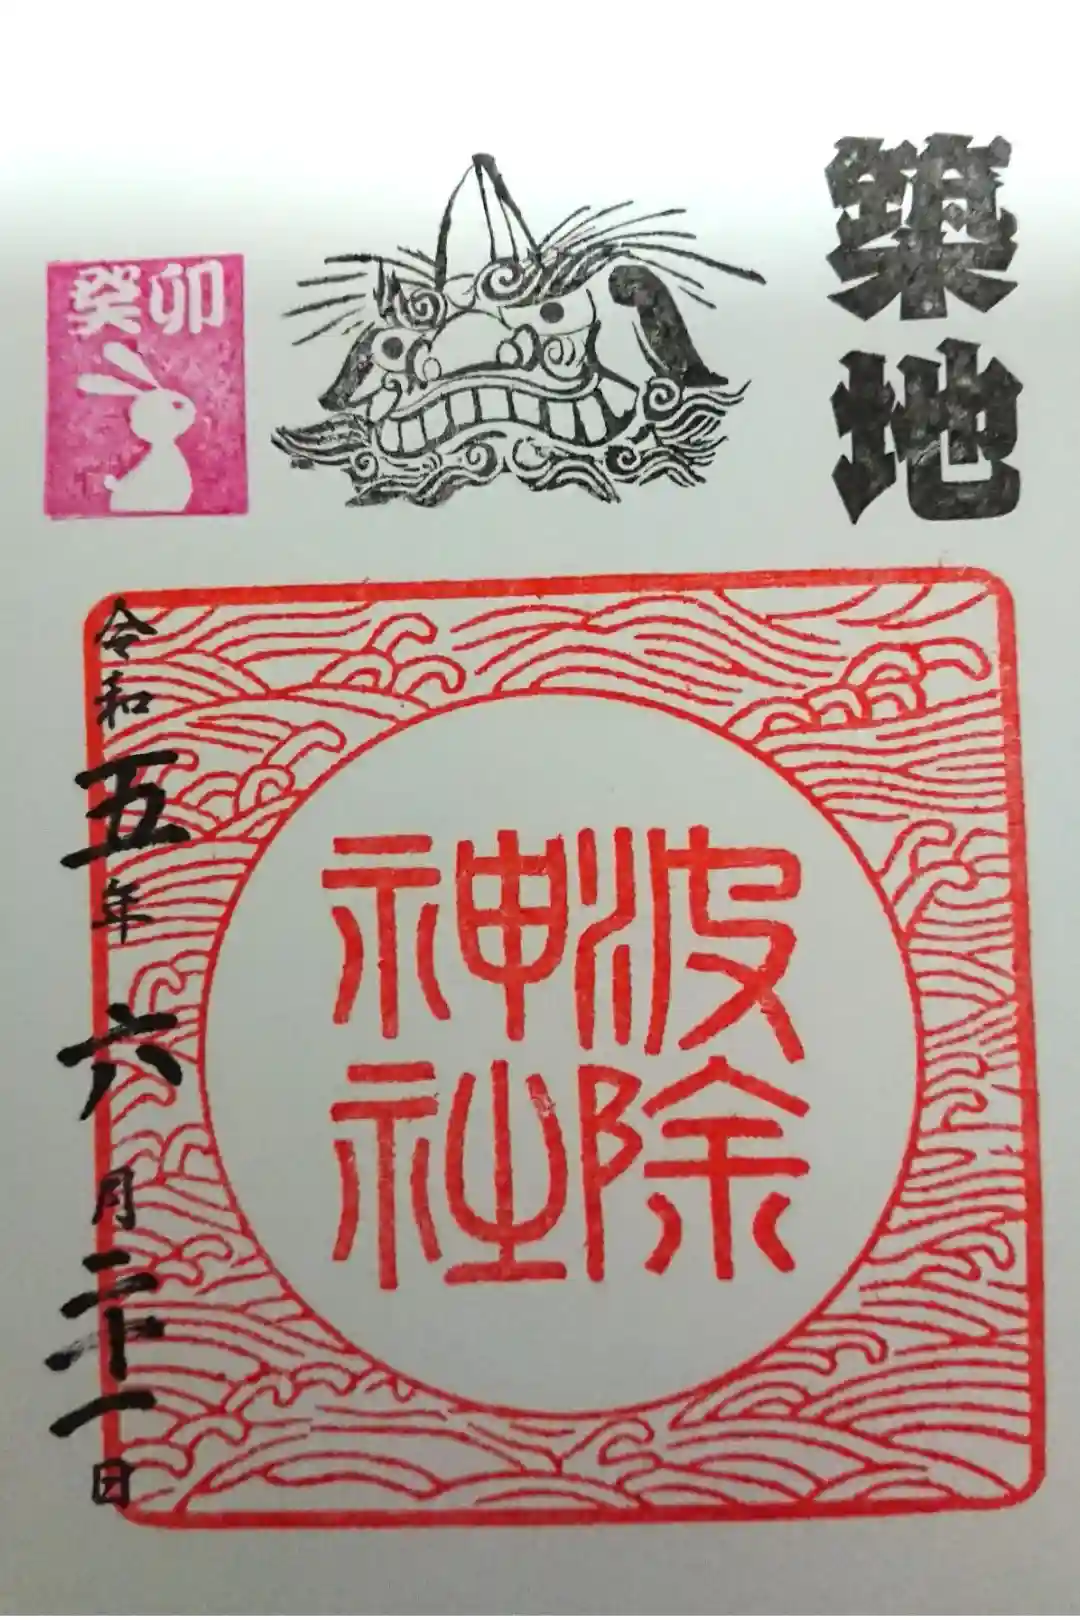 築地
癸卯
波除
神社
令和五年六月二十一日